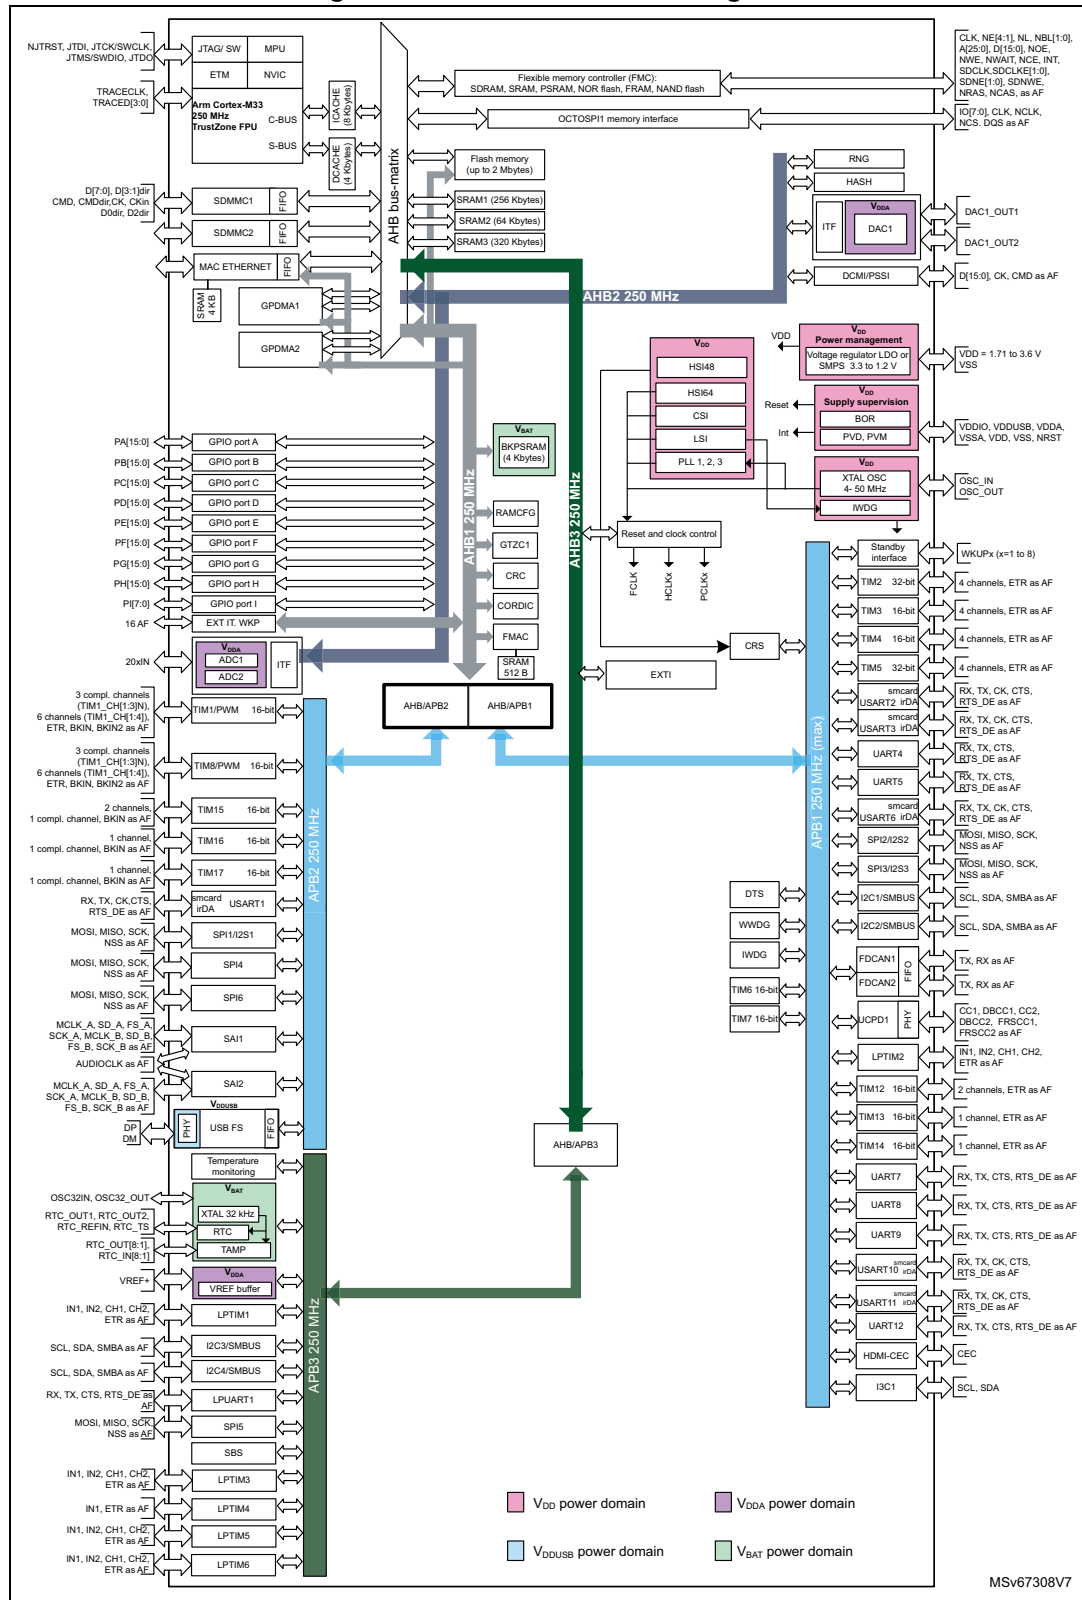 NJTRST, JTDI, JTCK/SWCLK,
JTMS/SWDIO, JTDO
TRACECLK,
TRACED[3:0]
JTAG/ SW
MPU
ETM
NVIC
Arm Cortex-M33
250 MHz
TrustZone FPU
C-BUS
S-BUS
ICACHE
(8 Kbytes)
DCACHE
(4 Kbytes)
AHB bus-matrix
Flexible memory controller (FMC):
SDRAM, SRAM, PSRAM, NOR flash, FRAM, NAND flash
OCTOSPI1 memory interface
CLK, NE[4:1], NL, NBL[1:0],
A[25:0], D[15:0], NOE,
NWE, NWAIT, NCE, INT,
SDCLK,SDCLKE[1:0],
SDNE[1:0], SDNWE,
NRAS, NCAS, as AF
IO[7:0], CLK, NCLK,
NCS. DQS as AF
Flash memory
(up to 2 Mbytes)
SRAM1 (256 Kbytes)
SRAM2 (64 Kbytes)
SRAM3 (320 Kbytes)
RNG
HASH
ITF
VDDA
DAC1
DAC1_OUT1
DAC1_OUT2
DCMI/PSSI
D[15:0], CK, CMD as AF
D[7:0], D[3:1]dir
CMD, CMDdir,CK, CKin
D0dir, D2dir
SDMMC1
FIFO
SDMMC2
FIFO
MAC ETHERNET
FIFO
SRAM
4 KB
GPDMA1
GPDMA2
AHB2 250 MHz
AHB1 250 MHz
AHB3 250 MHz
VDD
VDD
Power management
Voltage regulator LDO or
SMPS 3.3 to 1.2 V
VDD = 1.71 to 3.6 V
VSS
VDD
HSI48
HSI64
CSI
LSI
PLL 1, 2, 3
Reset
Int
VDD
Supply supervision
BOR
PVD, PVM
VDDIO, VDDUSB, VDDA,
VSSA, VDD, VSS, NRST
VDD
XTAL OSC
4- 50 MHz
IWDG
OSC_IN
OSC_OUT
Reset and clock control
FCLK
HCLKx
PCLKx
Standby
interface
WKUPx (x=1 to 8)
PA[15:0]
GPIO port A
PB[15:0]
GPIO port B
PC[15:0]
GPIO port C
PD[15:0]
GPIO port D
PE[15:0]
GPIO port E
PF[15:0]
GPIO port F
PG[15:0]
GPIO port G
PH[15:0]
GPIO port H
PI[7:0]
GPIO port I
16 AF
EXT IT. WKP
20xIN
VDDA
ADC1
ADC2
ITF
VBAT
BKPSRAM
(4 Kbytes)
RAMCFG
GTZC1
CRC
CORDIC
FMAC
SRAM
512 B
CRS
EXTI
AHB/APB2
AHB/APB1
3 compl. channels
(TIM1_CH[1:3]N),
6 channels (TIM1_CH[1:4]),
ETR, BKIN, BKIN2 as AF
TIM1/PWM 16-bit
3 compl. channels
(TIM1_CH[1:3]N),
6 channels (TIM1_CH[1:4]),
ETR, BKIN, BKIN2 as AF
TIM8/PWM 16-bit
2 channels,
1 compl. channel, BKIN as AF
TIM15 16-bit
1 channel,
1 compl. channel, BKIN as AF
TIM16 16-bit
1 channel,
1 compl. channel, BKIN as AF
TIM17 16-bit
RX, TX, CK,CTS,
RTS_DE as AF
smcard
irDA
USART1
MOSI, MISO, SCK,
NSS as AF
SPI1/I2S1
MOSI, MISO, SCK,
NSS as AF
SPI4
MOSI, MISO, SCK,
NSS as AF
SPI6
MCLK_A, SD_A, FS_A,
SCK_A, MCLK_B, SD_B,
FS_B, SCK_B as AF
SAI1
AUDIOCLK as AF
MCLK_A, SD_A, FS_A,
SCK_A, MCLK_B, SD_B,
FS_B, SCK_B as AF
SAI2
VDDUSB
DP
DM
PHY
USB FS
FIFO
APB2 250 MHz
Temperature
monitoring
OSC32IN, OSC32_OUT
VBAT
XTAL 32 kHz
RTC_OUT1, RTC_OUT2,
RTC_REFIN, RTC_TS
RTC
RTC_OUT[8:1],
RTC_IN[8:1]
TAMP
VREF+
VDDA
VREF buffer
IN1, IN2, CH1, CH2,
ETR as AF
LPTIM1
SCL, SDA, SMBA as AF
I2C3/SMBUS
SCL, SDA, SMBA as AF
I2C4/SMBUS
RX, TX, CTS, RTS_DE as
AF
LPUART1
MOSI, MISO, SCK,
NSS as AF
SPI5
SBS
IN1, IN2, CH1, CH2,
ETR as AF
LPTIM3
IN1, ETR as AF
LPTIM4
IN1, IN2, CH1, CH2,
ETR as AF
LPTIM5
IN1, IN2, CH1, CH2,
ETR as AF
LPTIM6
APB3 250 MHz
AHB/APB3
DTS
WWDG
IWDG
TIM6 16-bit
TIM7 16-bit
APB1 250 MHz (max)
TIM2 32-bit
4 channels, ETR as AF
TIM3 16-bit
4 channels, ETR as AF
TIM4 16-bit
4 channels, ETR as AF
TIM5 32-bit
4 channels, ETR as AF
smcard
USART2 irDA
RX, TX, CK, CTS,
RTS_DE as AF
smcard
USART3 irDA
RX, TX, CK, CTS,
RTS_DE as AF
UART4
RX, TX, CTS,
RTS_DE as AF
UART5
RX, TX, CTS,
RTS_DE as AF
smcard
USART6 irDA
RX, TX, CK, CTS,
RTS_DE as AF
SPI2/I2S2
MOSI, MISO, SCK,
NSS as AF
SPI3/I2S3
MOSI, MISO, SCK,
NSS as AF
I2C1/SMBUS
SCL, SDA, SMBA as AF
I2C2/SMBUS
SCL, SDA, SMBA as AF
FDCAN1
TX, RX as AF
FDCAN2
FIFO
TX, RX as AF
UCPD1
PHY
CC1, DBCC1, CC2,
DBCC2, FRSCC1,
FRSCC2 as AF
LPTIM2
IN1, IN2, CH1, CH2,
ETR as AF
TIM12 16-bit
2 channels, ETR as AF
TIM13 16-bit
1 channel, ETR as AF
TIM14 16-bit
1 channel, ETR as AF
UART7
RX, TX, CTS, RTS_DE as AF
UART8
RX, TX, CTS, RTS_DE as AF
UART9
RX, TX, CTS, RTS_DE as AF
USART10 smcard
irDA
RX, TX, CK, CTS,
RTS_DE as AF
smcard
USART11 irDA
RX, TX, CK, CTS,
RTS_DE as AF
UART12
RX, TX, CTS, RTS_DE as AF
HDMI-CEC
CEC
I3C1
SCL, SDA
VDD power domain
VDDA power domain
VDDUSB power domain
VBAT power domain
MSv67308V7